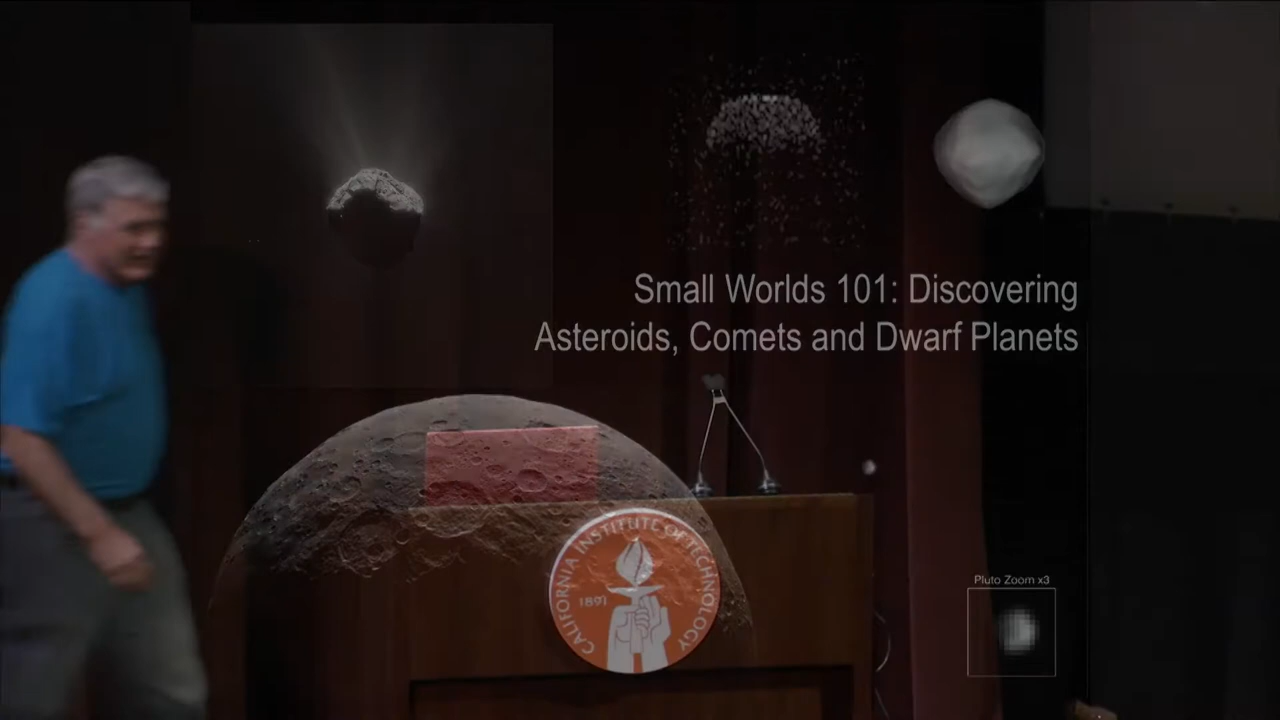 Small Worlds 101: Discovering
Asteroids, Comets and Dwarf Planets
CALIFORNIA INSTITUTE OF TECHNOLOGY
1891
Pluto Zoom x3